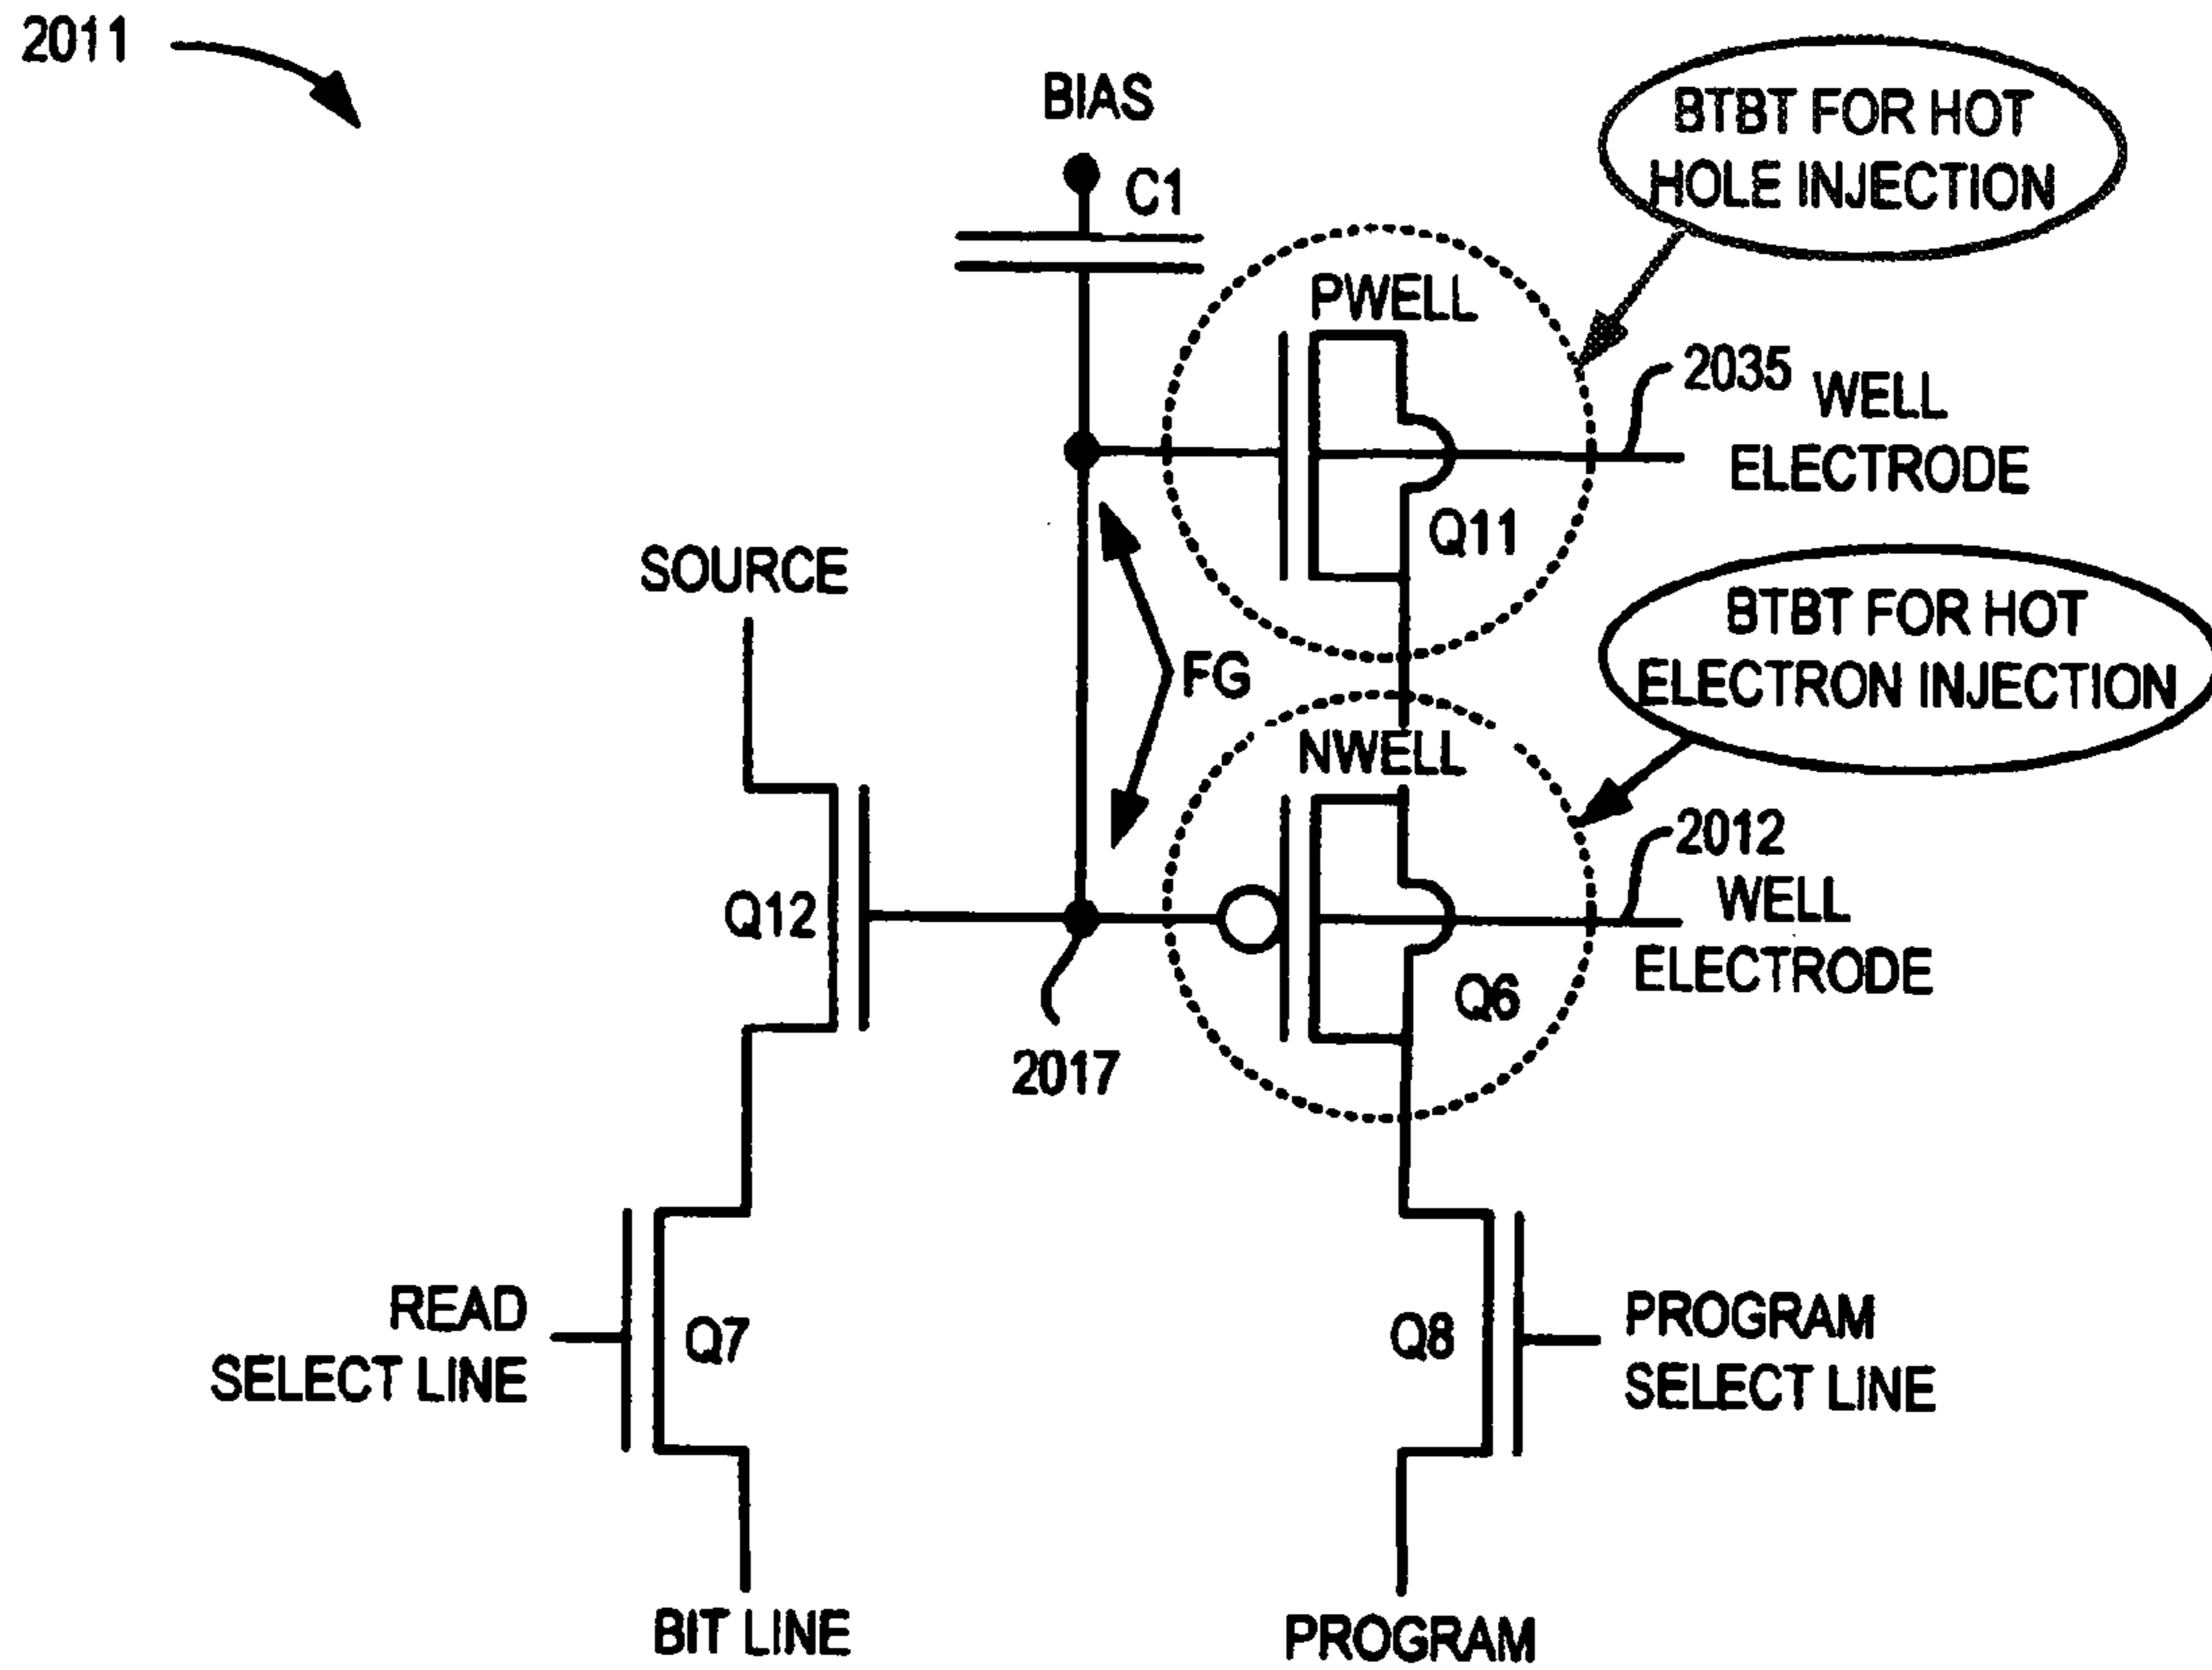 2011
BIAS
C1
BTBT FOR HOT
HOLE INJECTION
PWELL
2035
WELL
ELECTRODE
Q11
SOURCE
FG
BTBT FOR HOT
ELECTRON INJECTION
NWELL
2012
WELL
ELECTRODE
Q12
Q6
2017
READ
SELECT LINE
Q7
Q8
PROGRAM
SELECT LINE
BIT LINE
PROGRAM